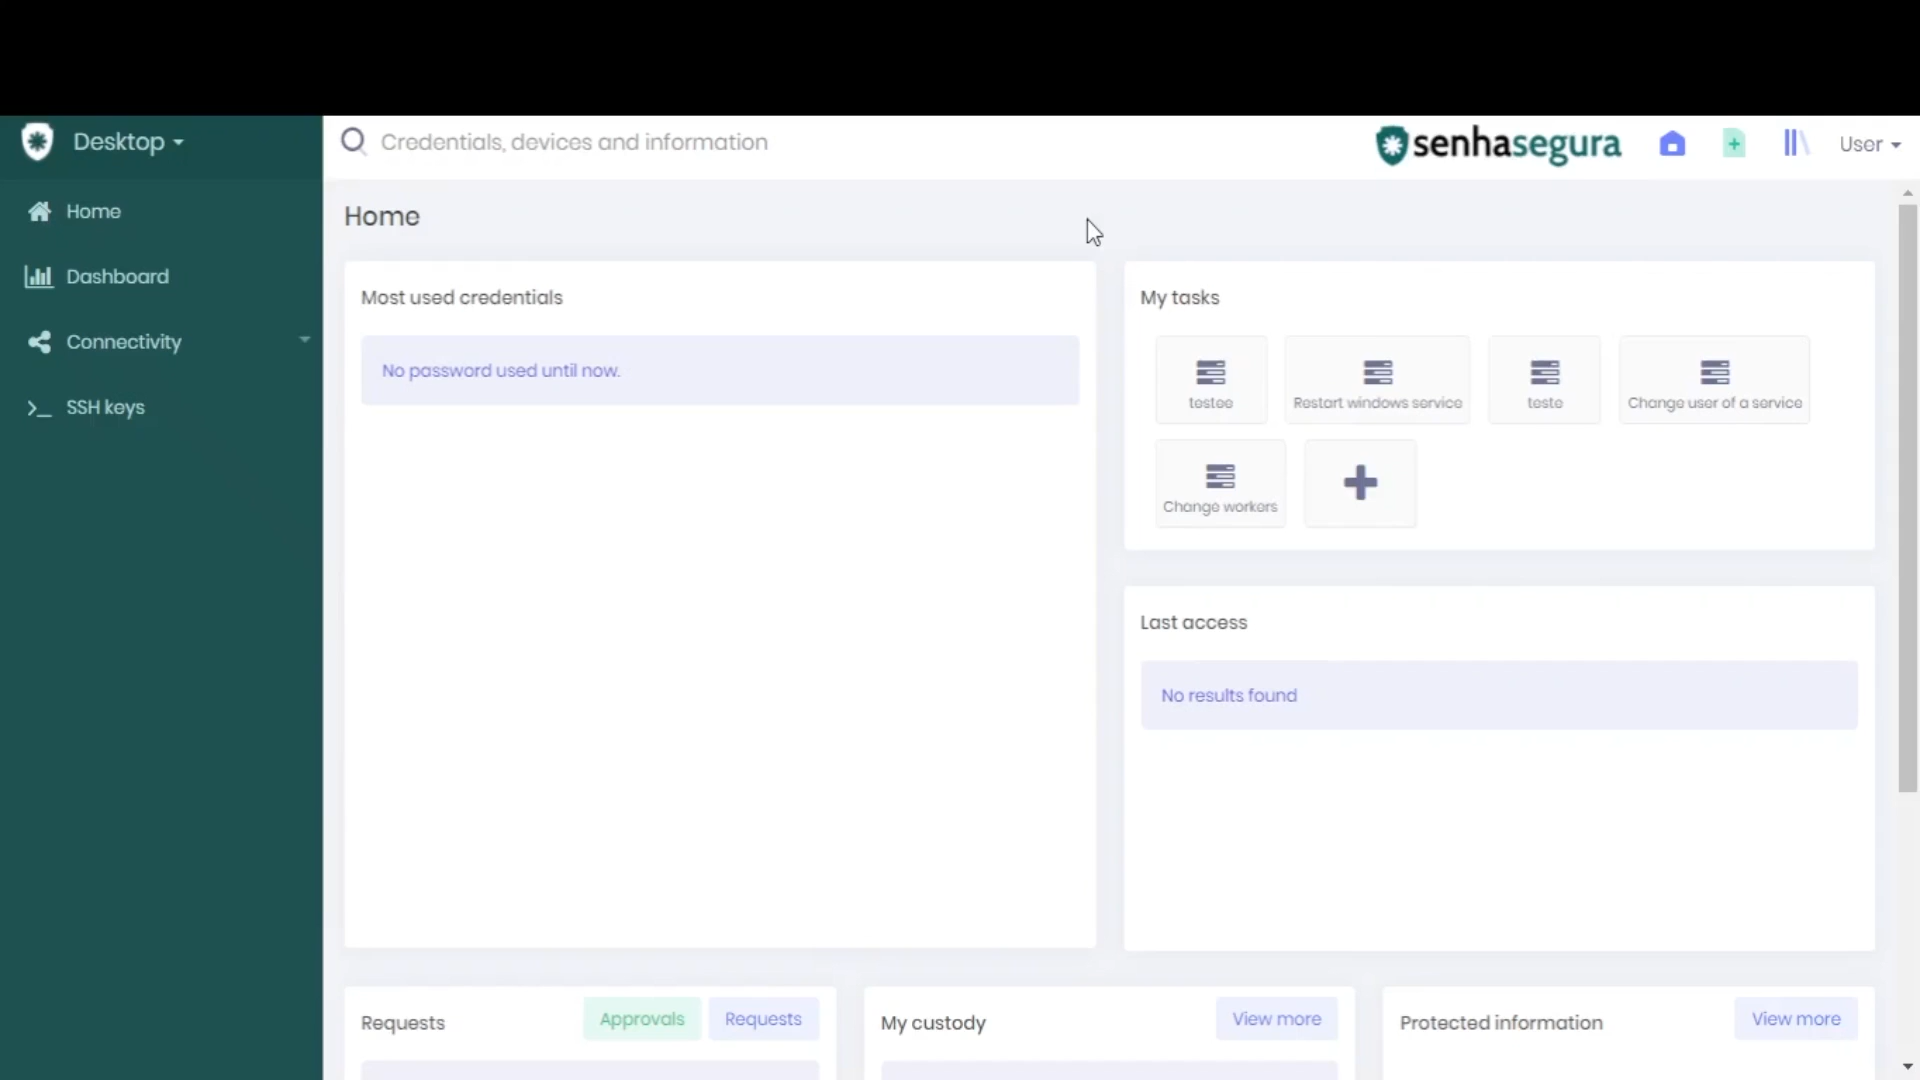 Desktop
Credentials, devices and information
senhasegura
User
Home
Dashboard
Connectivity
SSH keys
Home
Most used credentials
No password used until now.
My tasks
testee
Restart windows service
teste
Change user of a service
Change workers
Last access
No results found
Requests
Approvals
Requests
My custody
View more
Protected information
View more